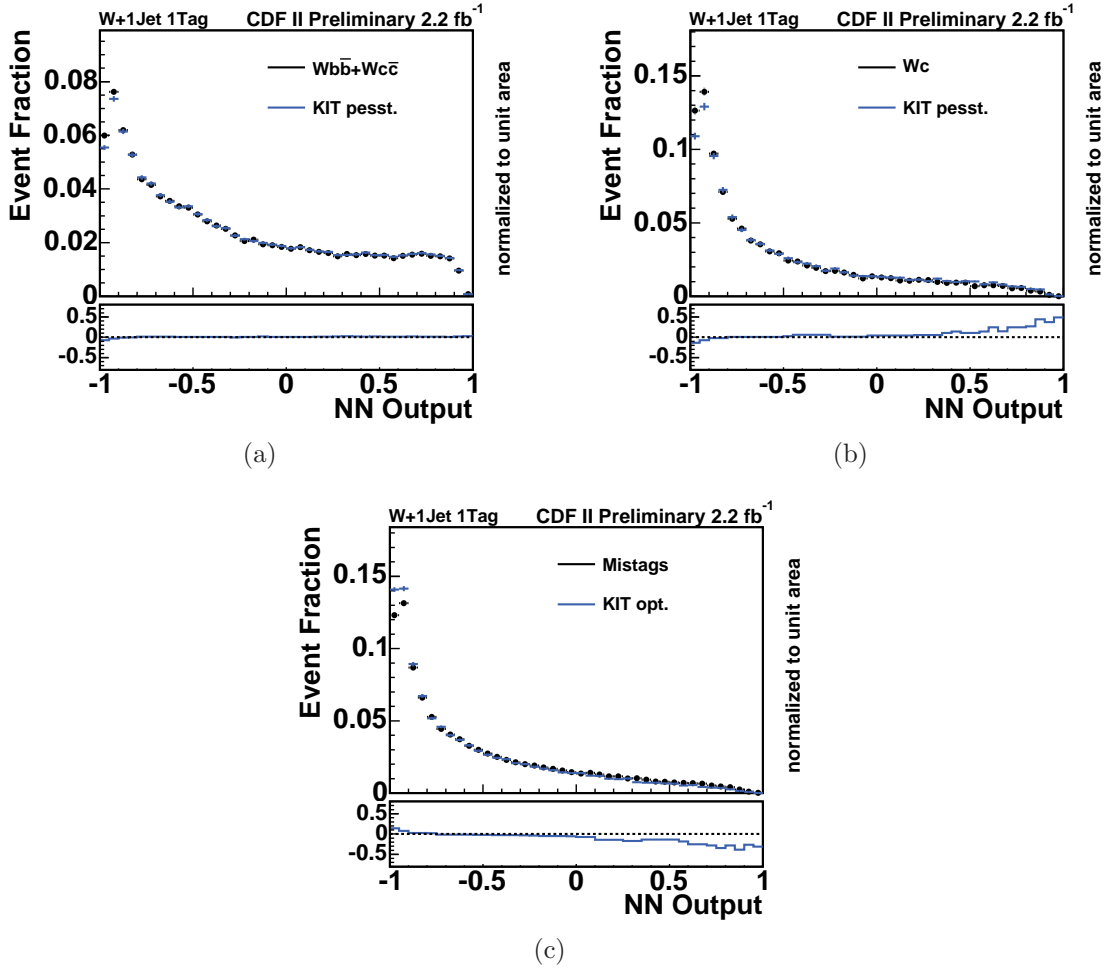 W+1Jet 1Tag CDF II Preliminary 2.2 fb⁻¹
Event Fraction
normalized to unit area
Wbb̄+Wcc̄
KIT pesst.
0.08
0.06
0.04
0.02
0
0.5
0
-0.5
-1 -0.5 0 0.5 1
NN Output
(a)
W+1Jet 1Tag CDF II Preliminary 2.2 fb⁻¹
Event Fraction
normalized to unit area
Wc
KIT pesst.
0.15
0.1
0.05
0
0.5
0
-0.5
-1 -0.5 0 0.5 1
NN Output
(b)
W+1Jet 1Tag CDF II Preliminary 2.2 fb⁻¹
Event Fraction
normalized to unit area
Mistags
KIT opt.
0.15
0.1
0.05
0
0.5
0
-0.5
-1 -0.5 0 0.5 1
NN Output
(c)